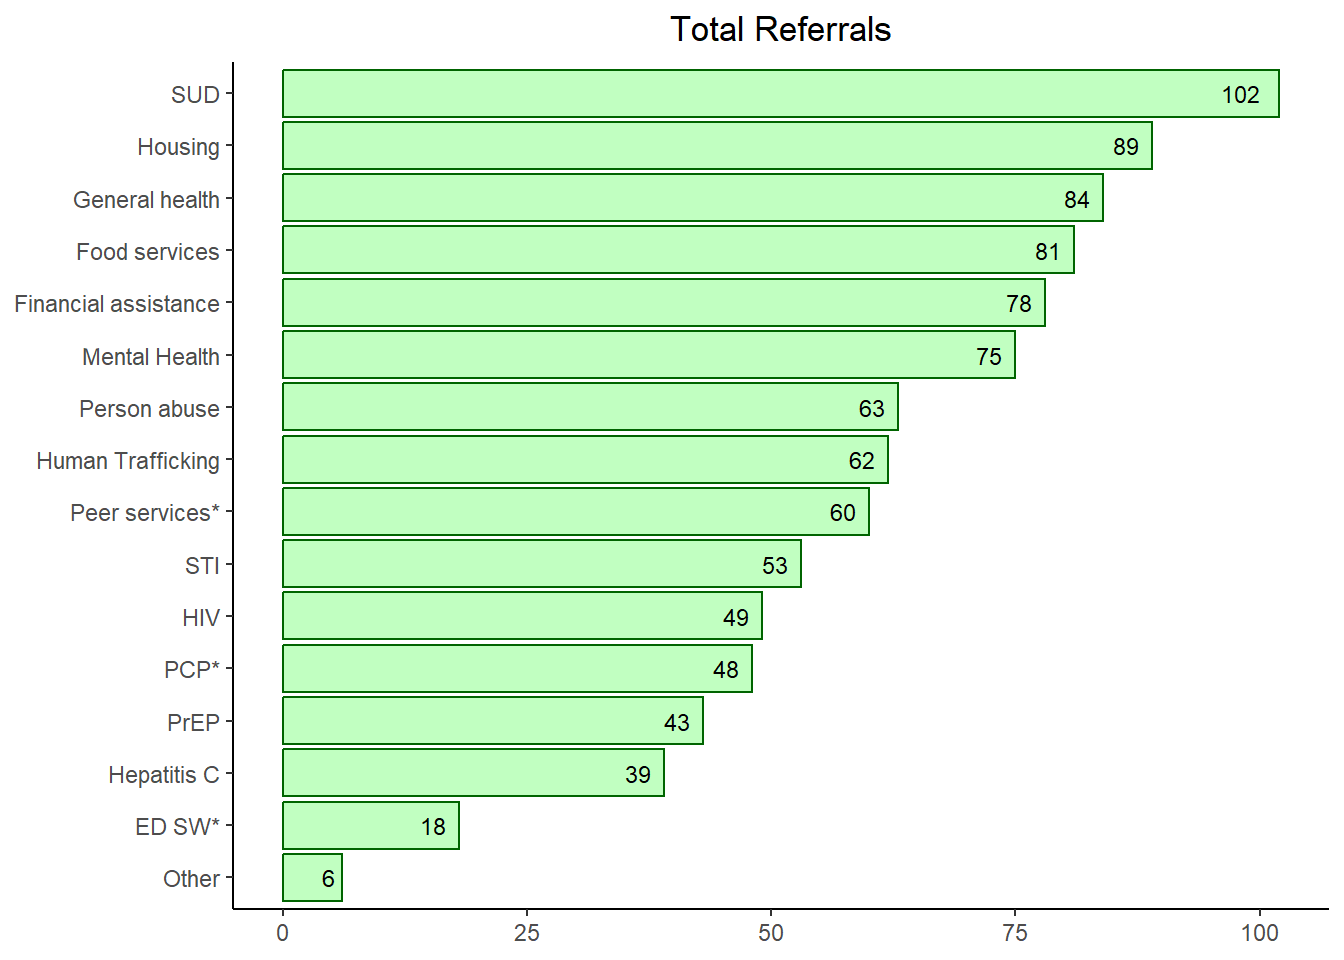 Total Referrals
SUD 102
Housing 89
General health 84
Food services 81
Financial assistance 78
Mental Health 75
Person abuse 63
Human Trafficking 62
Peer services* 60
STI 53
HIV 49
PCP* 48
PrEP 43
Hepatitis C 39
ED SW* 18
Other 6
0 25 50 75 100